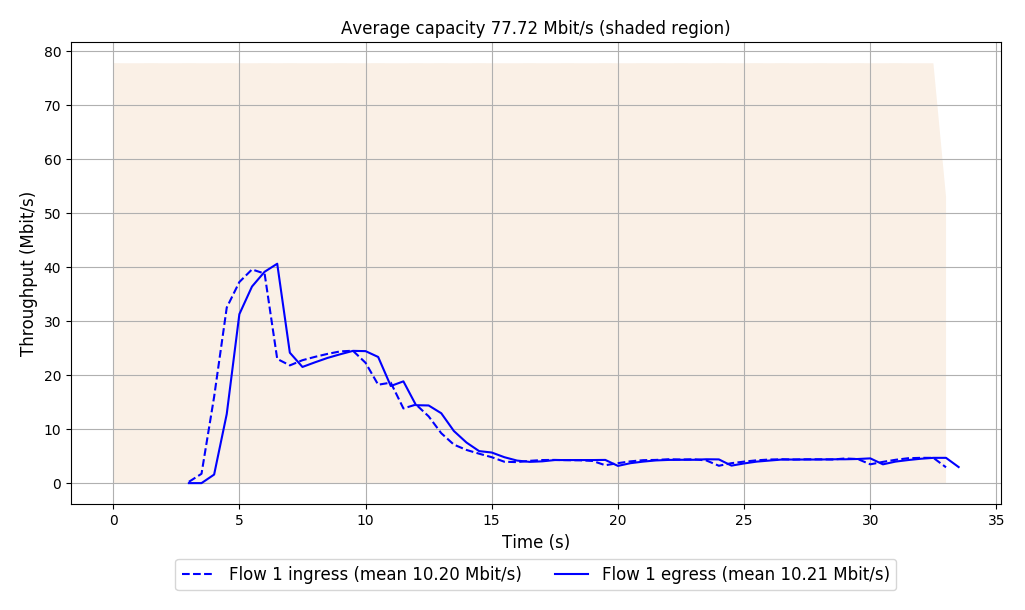 Average capacity 77.72 Mbit/s (shaded region)
Throughput (Mbit/s)
80
70
60
50
40
30
20
10
0
0 5 10 15 20 25 30 35
Time (s)
Flow 1 ingress (mean 10.20 Mbit/s) Flow 1 egress (mean 10.21 Mbit/s)